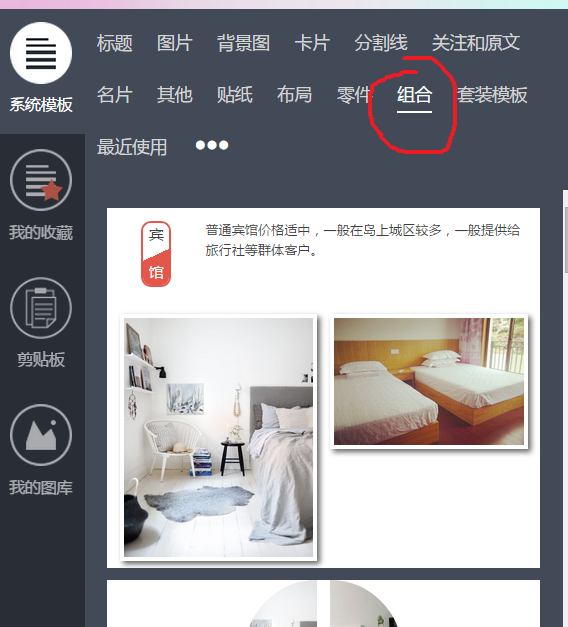 标题 图片 背景图 卡片 分割线 关注和原文
系统模板
名片 其他 贴纸 布局 零件 组合 套装模板
最近使用 •••
我的收藏
剪贴板
我的图库
宾
馆
普通宾馆价格适中，一般在岛上城区较多，一般提供给
旅行社等群体客户。